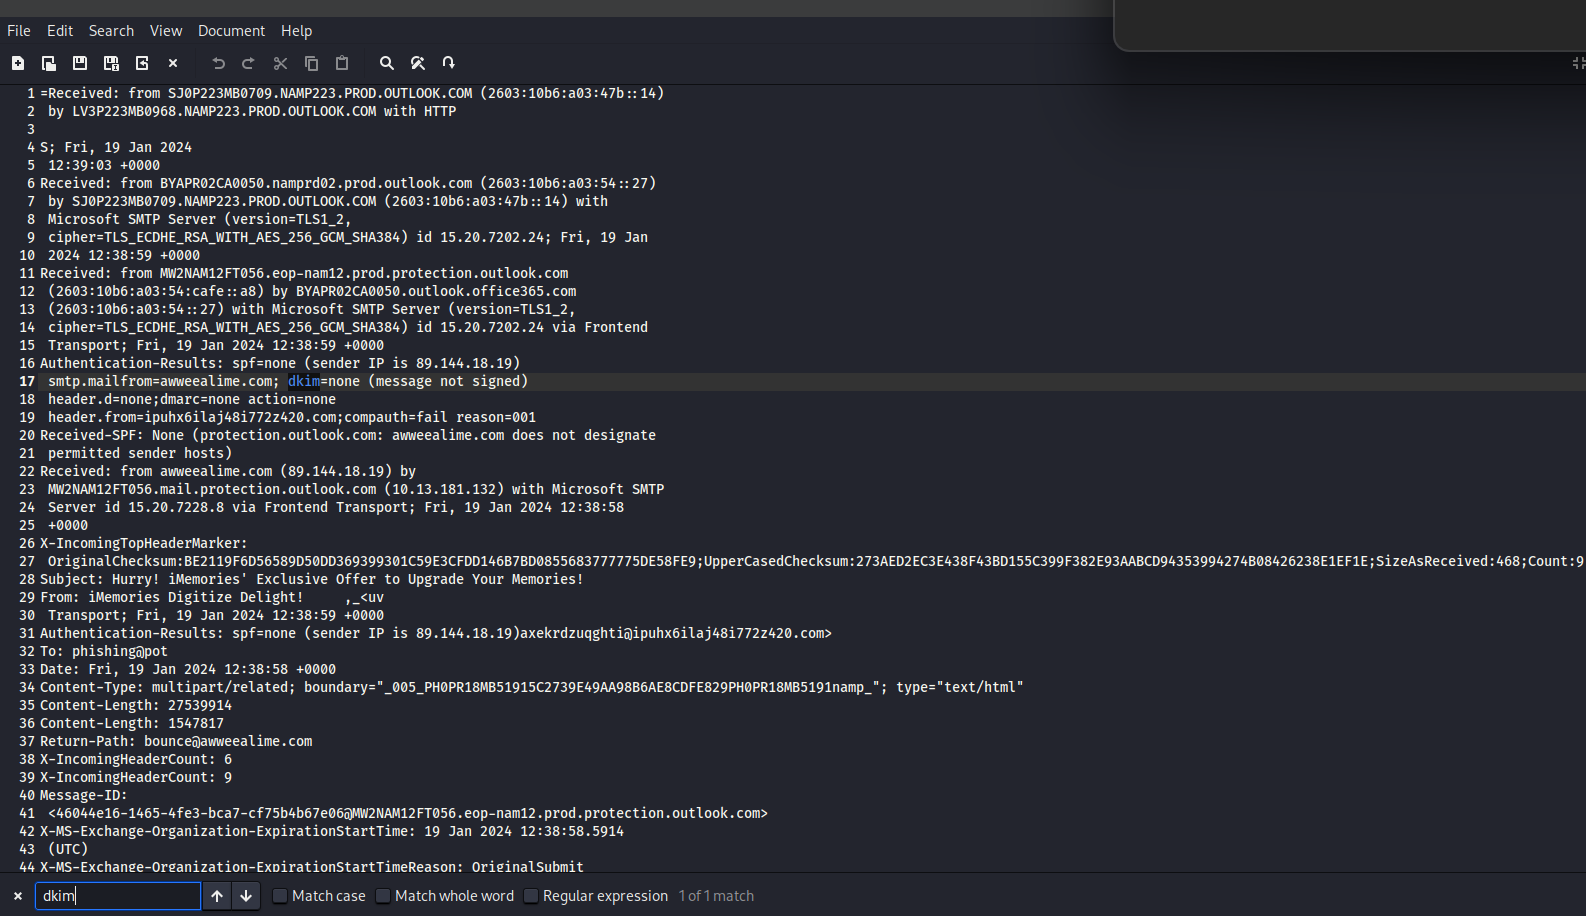 File Edit Search View Document Help
1 =Received: from SJ0P223MB0709.NAMP223.PROD.OUTLOOK.COM (2603:10b6:a03:47b::14)
2 by LV3P223MB0968.NAMP223.PROD.OUTLOOK.COM with HTTP
3
4 S; Fri, 19 Jan 2024
5 12:39:03 +0000
6 Received: from BYAPR02CA0050.namprd02.prod.outlook.com (2603:10b6:a03:54::27)
7 by SJ0P223MB0709.NAMP223.PROD.OUTLOOK.COM (2603:10b6:a03:47b::14) with
8 Microsoft SMTP Server (version=TLS1_2,
9 cipher=TLS_ECDHE_RSA_WITH_AES_256_GCM_SHA384) id 15.20.7202.24; Fri, 19 Jan
10 2024 12:38:59 +0000
11 Received: from MW2NAM12FT056.eop-nam12.prod.protection.outlook.com
12 (2603:10b6:a03:54:cafe::a8) by BYAPR02CA0050.outlook.office365.com
13 (2603:10b6:a03:54::27) with Microsoft SMTP Server (version=TLS1_2,
14 cipher=TLS_ECDHE_RSA_WITH_AES_256_GCM_SHA384) id 15.20.7202.24 via Frontend
15 Transport; Fri, 19 Jan 2024 12:38:59 +0000
16 Authentication-Results: spf=none (sender IP is 89.144.18.19)
17 smtp.mailfrom=awweealime.com; dkim=none (message not signed)
18 header.d=none;dmarc=none action=none
19 header.from=ipuhx6ilaj48i772z420.com;compauth=fail reason=001
20 Received-SPF: None (protection.outlook.com: awweealime.com does not designate
21 permitted sender hosts)
22 Received: from awweealime.com (89.144.18.19) by
23 MW2NAM12FT056.mail.protection.outlook.com (10.13.181.132) with Microsoft SMTP
24 Server id 15.20.7228.8 via Frontend Transport; Fri, 19 Jan 2024 12:38:58
25 +0000
26 X-IncomingTopHeaderMarker:
27 OriginalChecksum:BE2119F6D56589D50DD369399301C59E3CFDD146B7BD0855683777775DE58FE9;UpperCasedChecksum:273AED2EC3E438F43BD155C399F382E93AABCD94353994274B08426238E1EF1E;SizeAsReceived:468;Count:9
28 Subject: Hurry! iMemories' Exclusive Offer to Upgrade Your Memories!
29 From: iMemories Digitize Delight! ,_<uv
30 Transport; Fri, 19 Jan 2024 12:38:59 +0000
31 Authentication-Results: spf=none (sender IP is 89.144.18.19)axekrdzuqghti@ipuhx6ilaj48i772z420.com>
32 To: phishing@pot
33 Date: Fri, 19 Jan 2024 12:38:58 +0000
34 Content-Type: multipart/related; boundary="_005_PH0PR18MB51915C2739E49AA98B6AE8CDFE829PH0PR18MB5191namp_"; type="text/html"
35 Content-Length: 27539914
36 Content-Length: 1547817
37 Return-Path: bounce@awweealime.com
38 X-IncomingHeaderCount: 6
39 X-IncomingHeaderCount: 9
40 Message-ID:
41 <46044e16-1465-4fe3-bca7-cf75b4b67e06@MW2NAM12FT056.eop-nam12.prod.protection.outlook.com>
42 X-MS-Exchange-Organization-ExpirationStartTime: 19 Jan 2024 12:38:58.5914
43 (UTC)
44 X-MS-Exchange-Organization-ExpirationStartTimeReason: OriginalSubmit
dkim Match case Match whole word Regular expression 1 of 1 match